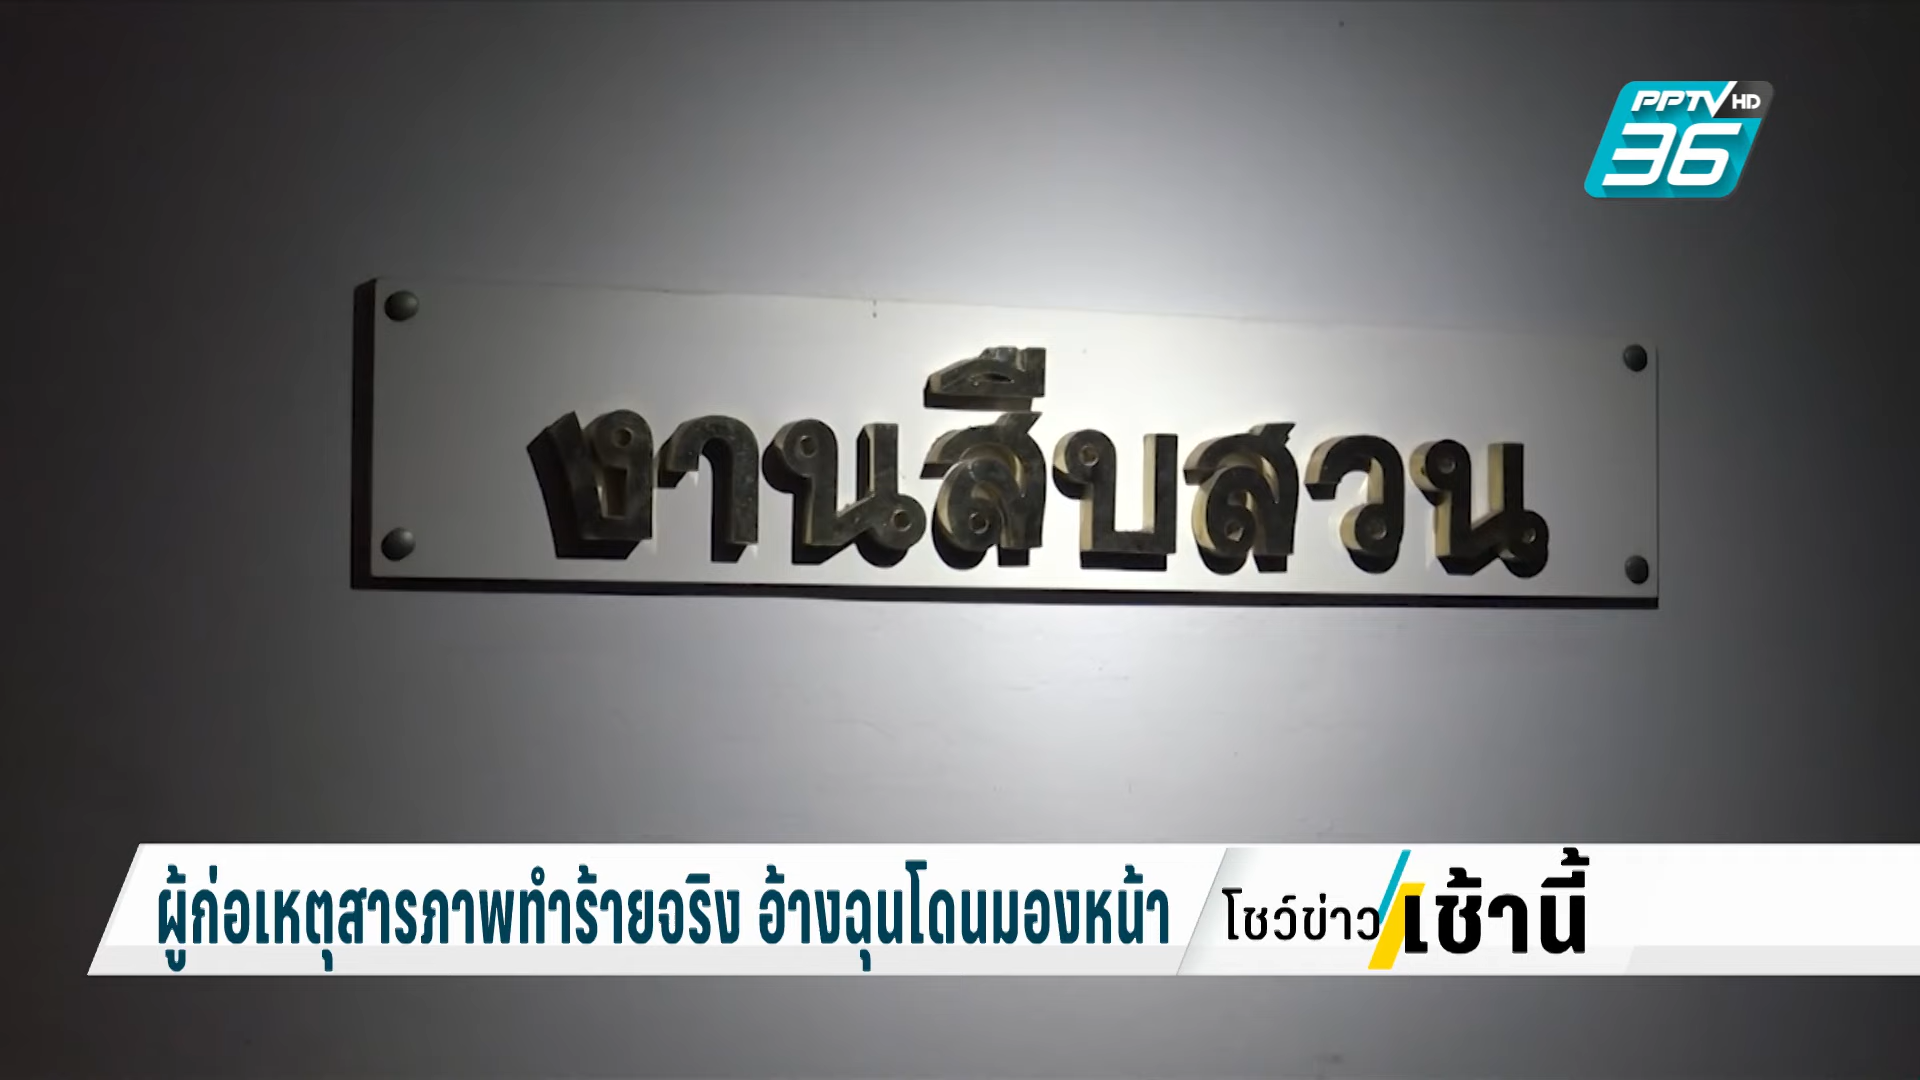 PPTV HD
36
งานสืบสวน
ผู้ก่อเหตุสารภาพทำร้ายจริง อ้างฉุนโดนมองหน้า
โชว์ข่าว เช้านี้